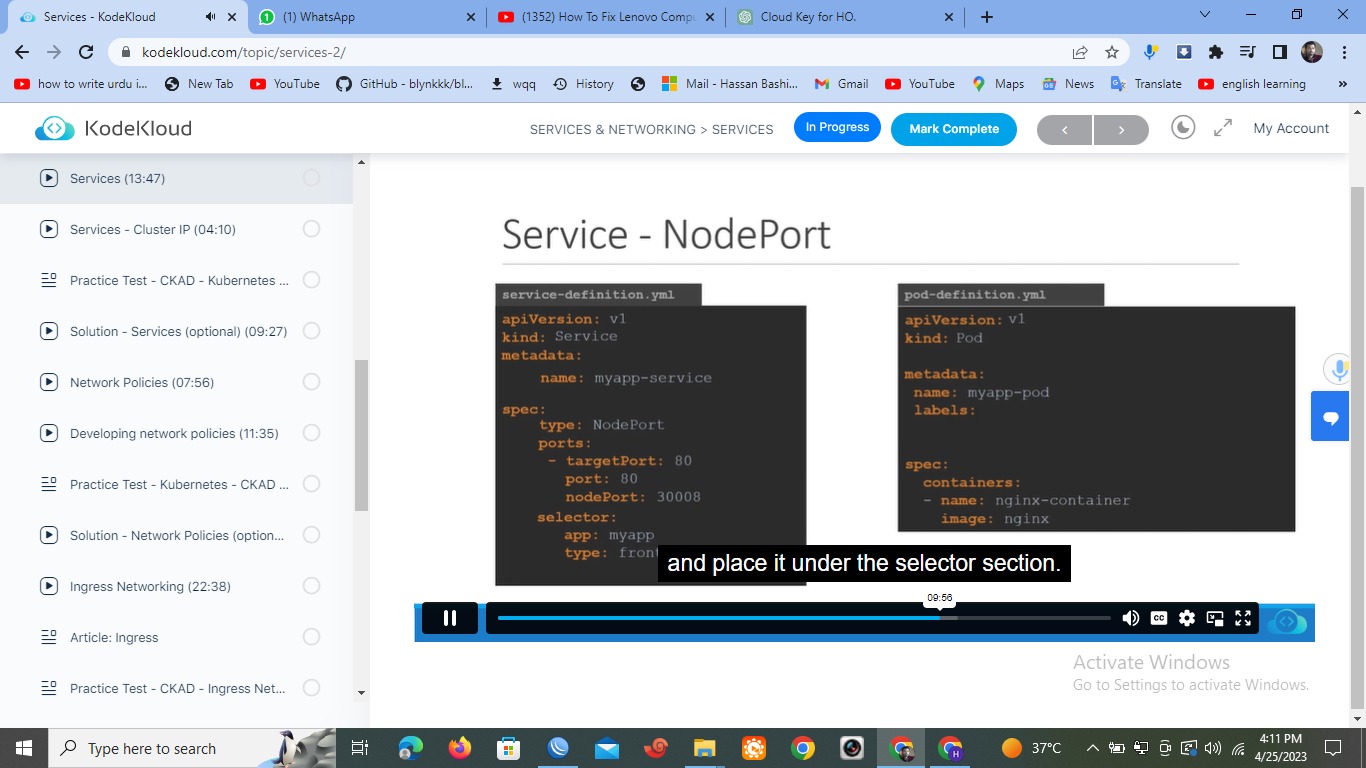 Services - KodeKloud
(1) WhatsApp
(1352) How To Fix Lenovo Compu
Cloud Key for HO.
kodekloud.com/topic/services-2/
how to write urdu i...
New Tab
YouTube
GitHub - blynkkk/bl...
wqq
History
Mail - Hassan Bashi...
Gmail
YouTube
Maps
News
Translate
english learning
»
KodeKloud
SERVICES & NETWORKING > SERVICES
In Progress
Mark Complete
My Account
Services (13:47)
Services - Cluster IP (04:10)
Practice Test - CKAD - Kubernetes ...
Solution - Services (optional) (09:27)
Network Policies (07:56)
Developing network policies (11:35)
Practice Test - Kubernetes - CKAD ...
Solution - Network Policies (option...
Ingress Networking (22:38)
Article: Ingress
Practice Test - CKAD - Ingress Net...
Service - NodePort
service-definition.yml
apiVersion: v1
kind: Service
metadata:
name: myapp-service
spec:
type: NodePort
ports:
- targetPort: 80
port: 80
nodePort: 30008
selector:
app: myapp
type: front
pod-definition.yml
apiVersion: v1
kind: Pod
metadata:
name: myapp-pod
labels:
spec:
containers:
- name: nginx-container
image: nginx
and place it under the selector section.
09:56
CC
Activate Windows
Go to Settings to activate Windows.
Type here to search
H
37°C
4:11 PM
4/25/2023